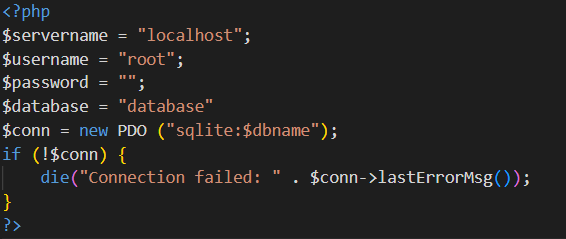 <?php
$servername = "localhost";
$username = "root";
$password = "";
$database = "database"
$conn = new PDO ("sqlite:$dbname");
if (!$conn) {
    die("Connection failed: " . $conn->lastErrorMsg());
}
?>